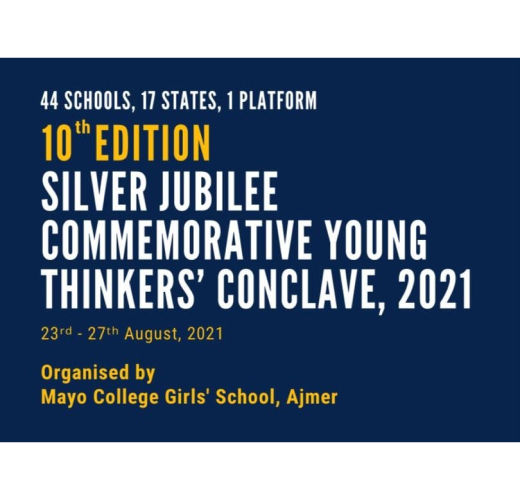 44 SCHOOLS, 17 STATES, 1 PLATFORM
10th EDITION
SILVER JUBILEE
COMMEMORATIVE YOUNG
THINKERS’ CONCLAVE, 2021
23rd - 27th August, 2021
Organised by
Mayo College Girls' School, Ajmer